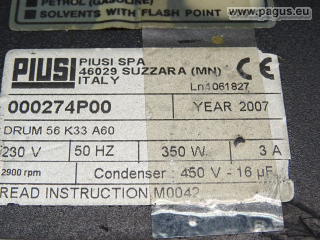 www.pagus.eu
PETROL (GASOLINE)
SOLVENTS WITH FLASH POINT
PIUSI
PIUSI SPA
46029 SUZZARA (MN)
ITALY
CE
Ln4061827
000274P00
YEAR 2007
DRUM 56 K33 A60
230 V 50 HZ 350 W 3 A
2900 rpm Condenser : 450 V - 16 µF
READ INSTRUCTION M0042